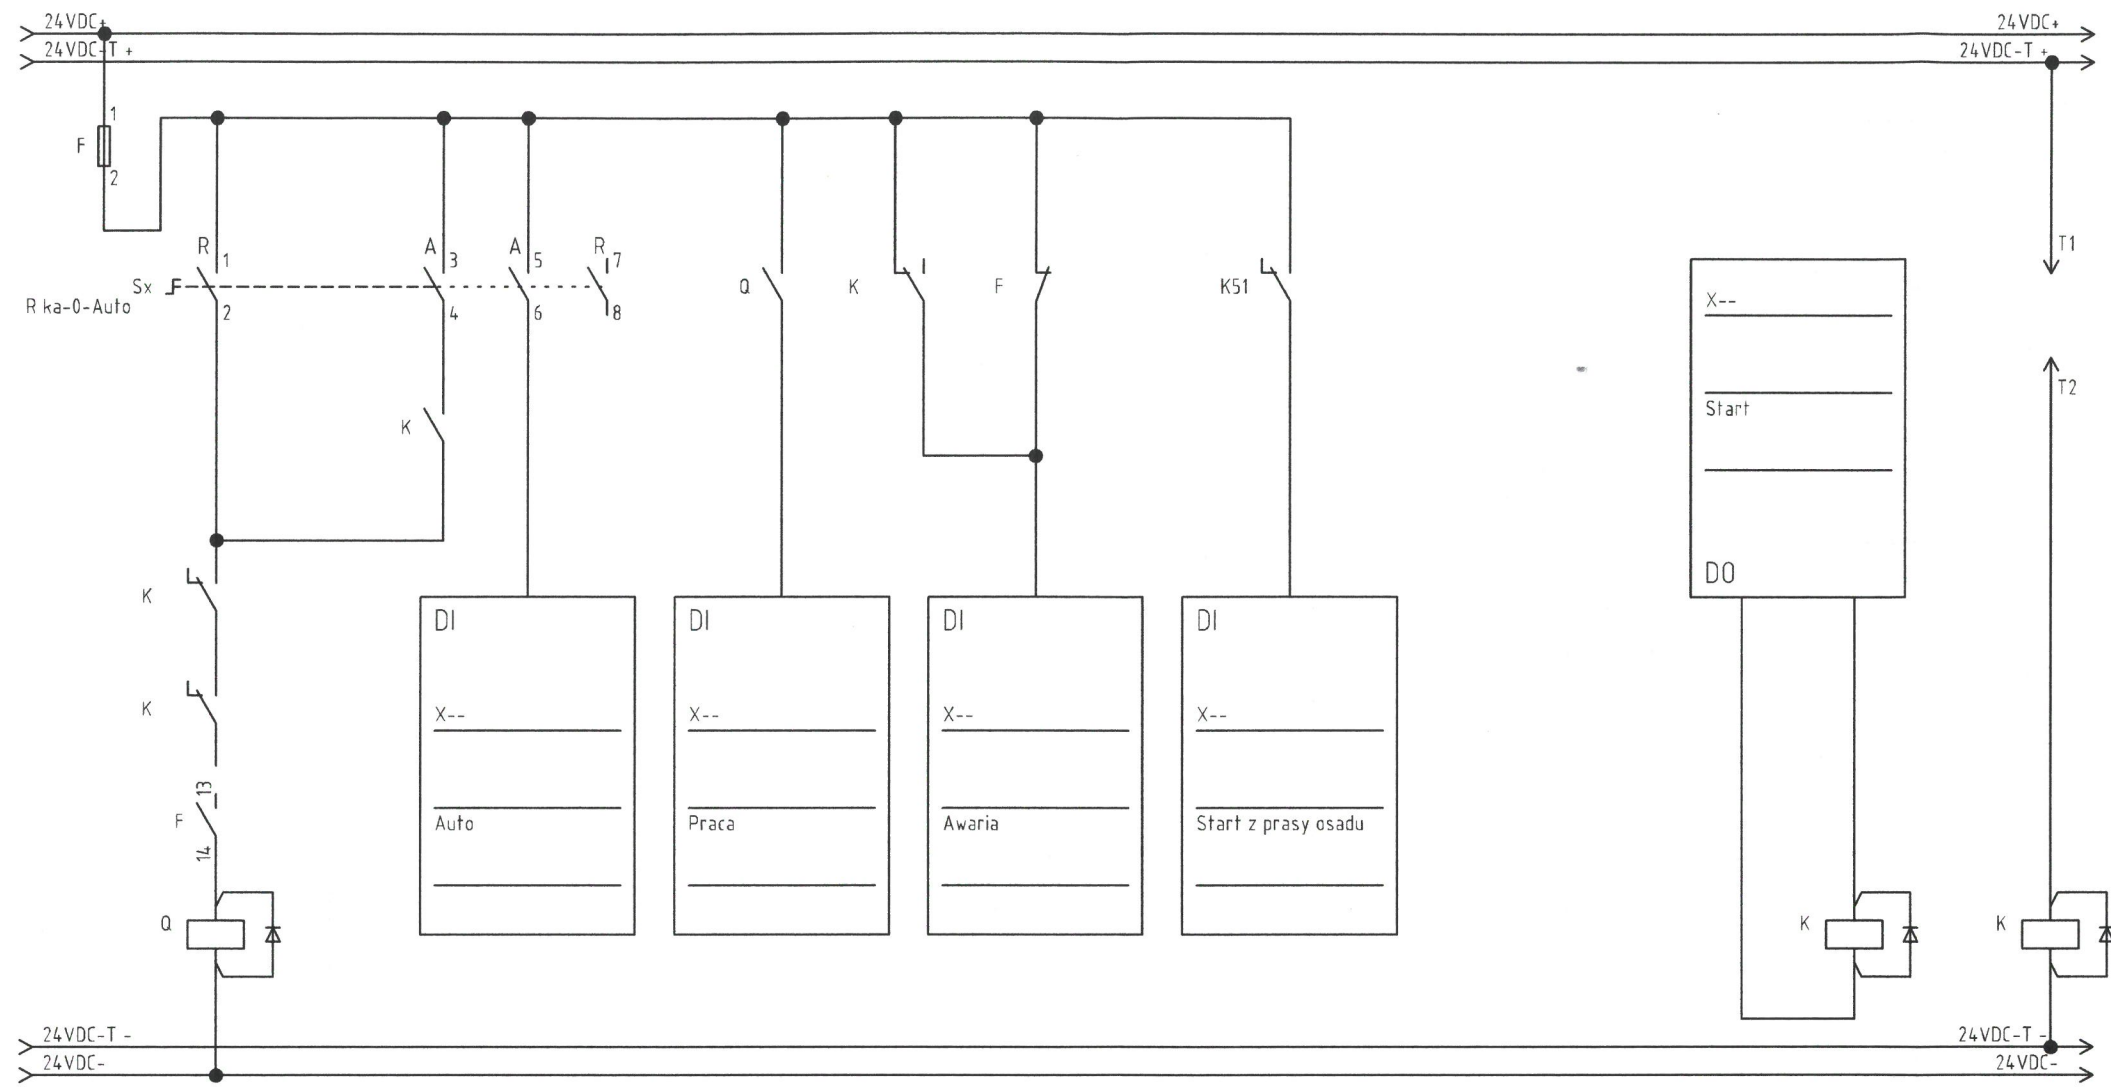 24VDC+
24VDC+
24VDC-T +
24VDC-T +
1
F
2
R
1
A
3
A
5
R
7
T1
Sx
Q
K
F
K51
R ka-0-Auto
2
4
6
8
X--
T2
Start
K
DO
K
DI
DI
DI
DI
K
X--
X--
X--
X--
13
F
Auto
Praca
Awaria
Start z prasy osadu
14
Q
K
K
24VDC-T -
24VDC-T -
24VDC-
24VDC-